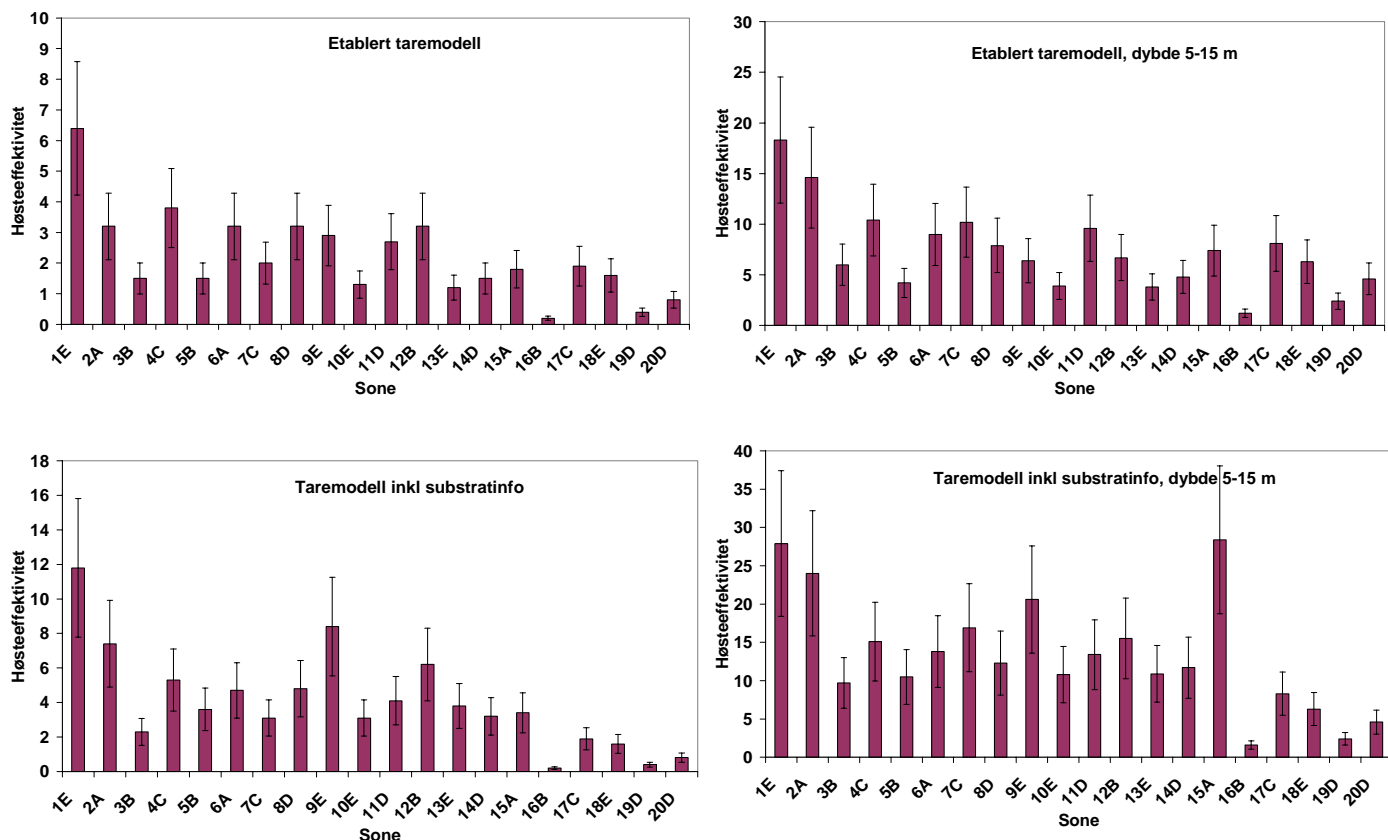 Etablert taremodell
Høsteeffektivitet
10
9
8
7
6
5
4
3
2
1
0
1E 2A 3B 4C 5B 6A 7C 8D 9E 10E 11D 12B 13E 14D 15A 16B 17C 18E 19D 20D
Sone
Etablert taremodell, dybde 5-15 m
Høsteeffektivitet
30
25
20
15
10
5
0
1E 2A 3B 4C 5B 6A 7C 8D 9E 10E 11D 12B 13E 14D 15A 16B 17C 18E 19D 20D
Sone
Taremodell inkl substratinfo
Høsteeffektivitet
18
16
14
12
10
8
6
4
2
0
1E 2A 3B 4C 5B 6A 7C 8D 9E 10E 11D 12B 13E 14D 15A 16B 17C 18E 19D 20D
Sone
Taremodell inkl substratinfo, dybde 5-15 m
Høsteeffektivitet
40
35
30
25
20
15
10
5
0
1E 2A 3B 4C 5B 6A 7C 8D 9E 10E 11D 12B 13E 14D 15A 16B 17C 18E 19D 20D
Sone